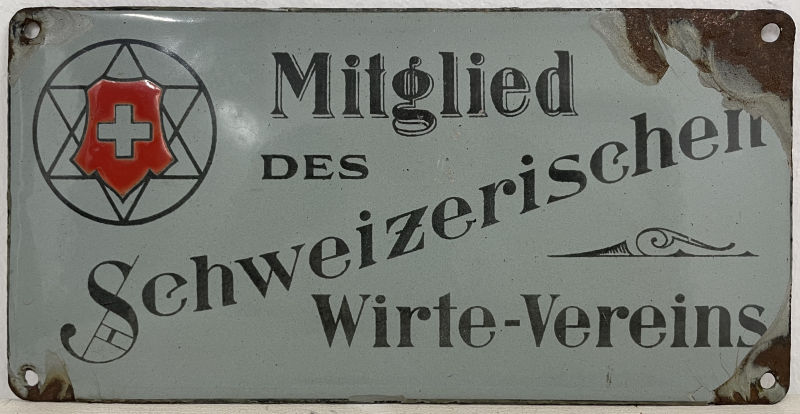 Mitglied
DES
Schweizerischen
Wirte-Vereins